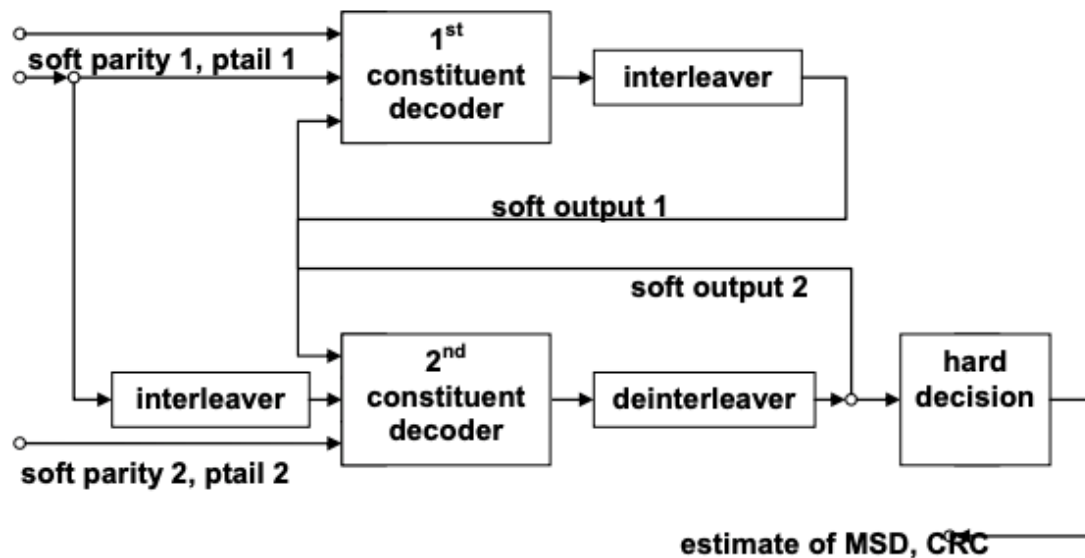 1st
constituent
decoder
soft parity 1, ptail 1
interleaver
soft output 1
soft output 2
2nd
constituent
decoder
interleaver
deinterleaver
hard
decision
soft parity 2, ptail 2
estimate of MSD, CRC